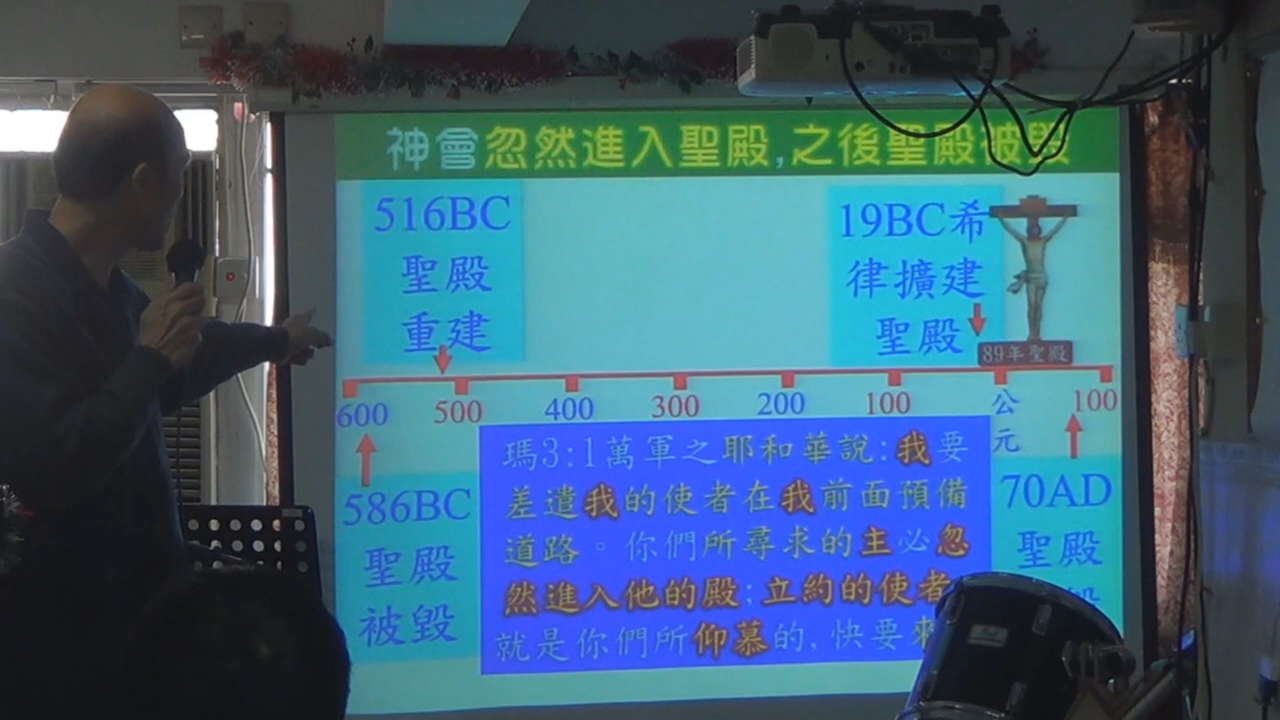 神會忽然進入聖殿,之後聖殿被毀
516BC
聖殿
重建
19BC希
律擴建
聖殿
89年聖殿
600 500 400 300 200 100 公元 100
586BC
聖殿
被毀
瑪3:1萬軍之耶和華說:我要
差遣我的使者在我前面預備
道路。你們所尋求的主必忽
然進入他的殿;立約的使者
就是你們所仰慕的,快要來
70AD
聖殿